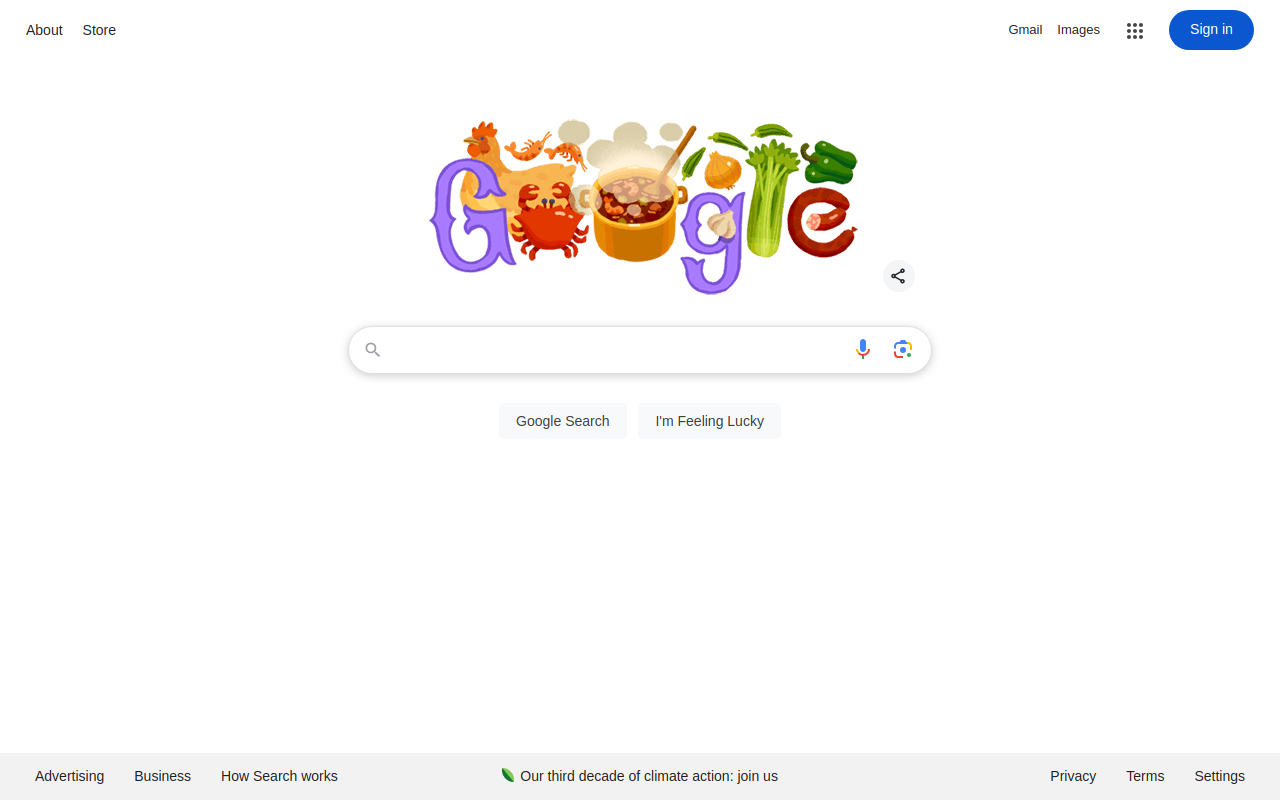 About Store Gmail Images Sign in
Google
Google Search I'm Feeling Lucky
Advertising Business How Search works Our third decade of climate action: join us Privacy Terms Settings